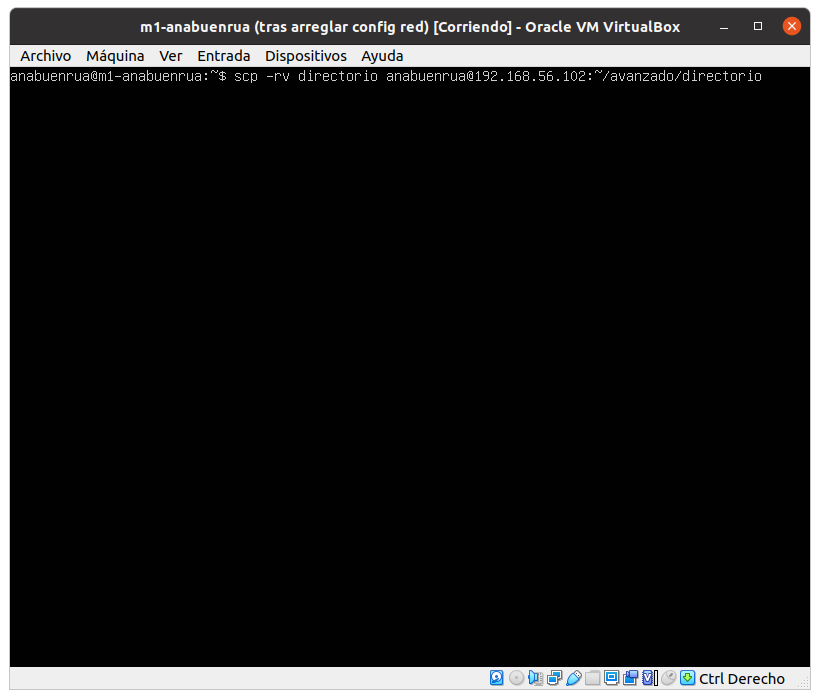 m1-anabuenrua (tras arreglar config red) [Corriendo] - Oracle VM VirtualBox
Archivo Máquina Ver Entrada Dispositivos Ayuda
anabuenrua@m1-anabuenrua:~$ scp -rv directorio anabuenrua@192.168.56.102:~/avanzado/directorio
Ctrl Derecho